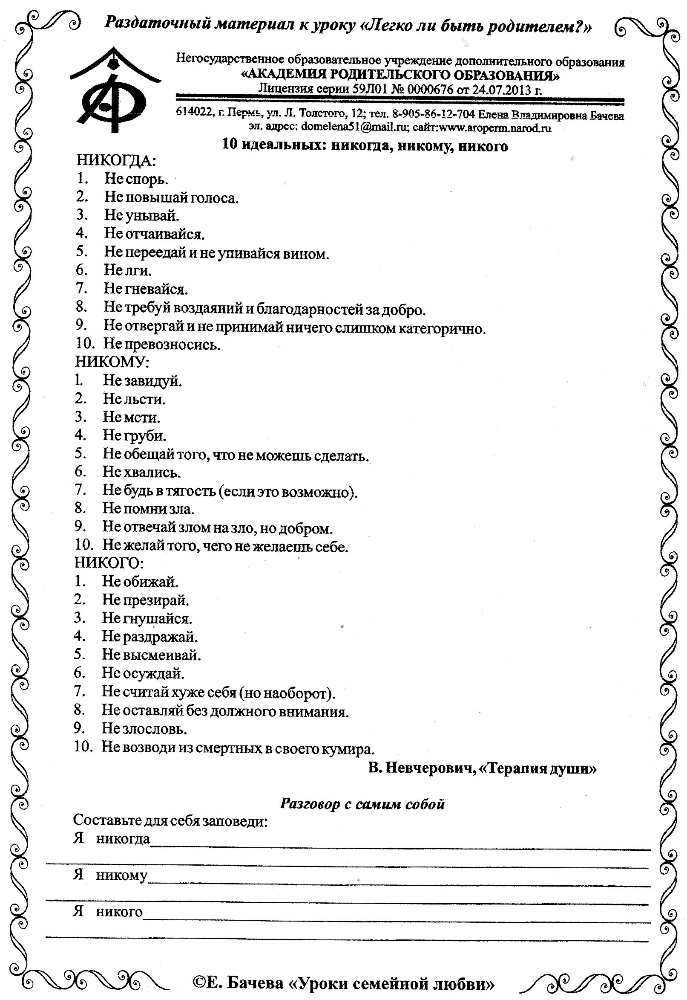 Раздаточный материал к уроку «Легко ли быть родителем?»
Негосударственное образовательное учреждение дополнительного образования
«АКАДЕМИЯ РОДИТЕЛЬСКОГО ОБРАЗОВАНИЯ»
Лицензия серии 59Л01 № 0000676 от 24.07.2013 г.
614022, г. Пермь, ул. Л. Толстого, 12; тел. 8-905-86-12-704 Елена Владимировна Бачева
эл. адрес: domelena51@mail.ru; сайт:www.aroperm.narod.ru
10 идеальных: никогда, никому, никого
НИКОГДА:
1. Не спорь.
2. Не повышай голоса.
3. Не унывай.
4. Не отчаивайся.
5. Не переедай и не упивайся вином.
6. Не лги.
7. Не гневайся.
8. Не требуй воздаяний и благодарностей за добро.
9. Не отвергай и не принимай ничего слишком категорично.
10. Не превозносись.
НИКОМУ:
1. Не завидуй.
2. Не льсти.
3. Не мсти.
4. Не груби.
5. Не обещай того, что не можешь сделать.
6. Не хвались.
7. Не будь в тягость (если это возможно).
8. Не помни зла.
9. Не отвечай злом на зло, но добром.
10. Не желай того, чего не желаешь себе.
НИКОГО:
1. Не обижай.
2. Не презирай.
3. Не гнушайся.
4. Не раздражай.
5. Не высмеивай.
6. Не осуждай.
7. Не считай хуже себя (но наоборот).
8. Не оставляй без должного внимания.
9. Не злословь.
10. Не возводи из смертных в своего кумира.
В. Невчерович, «Терапия души»
Разговор с самим собой
Составьте для себя заповеди:
Я никогда
Я никому
Я никого
©Е. Бачева «Уроки семейной любви»